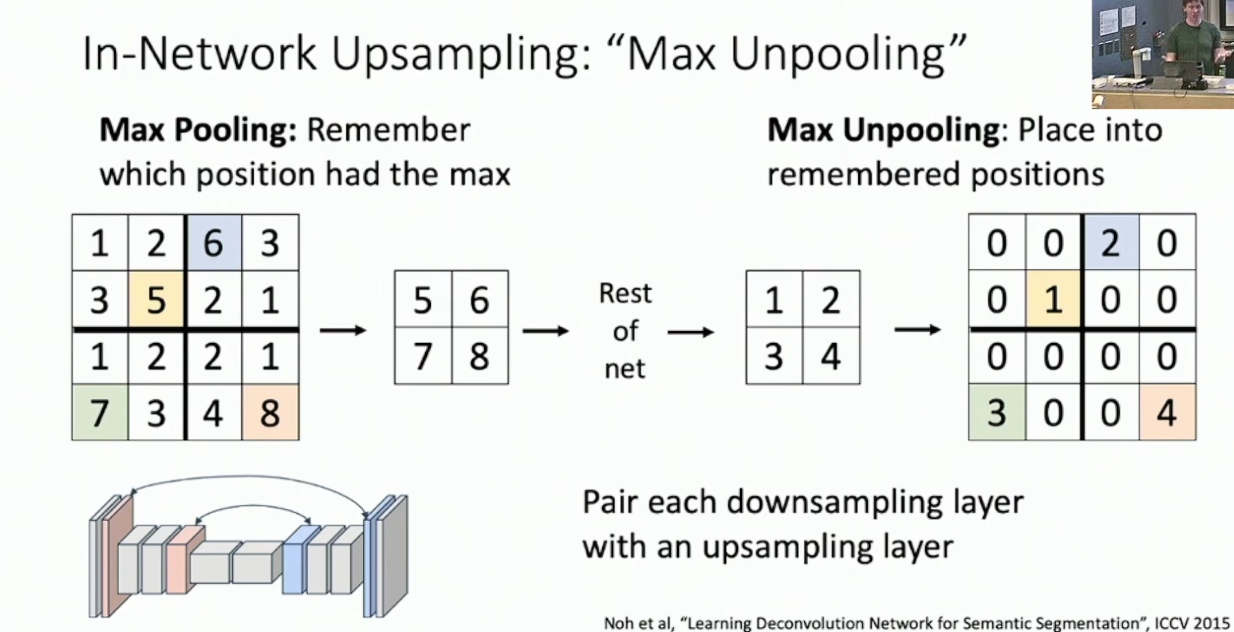 In-Network Upsampling: “Max Unpooling”
Max Pooling: Remember
which position had the max
Max Unpooling: Place into
remembered positions
1 2 6 3
3 5 2 1
1 2 2 1
7 3 4 8
5 6
7 8
Rest
of
net
1 2
3 4
0 0 2 0
0 1 0 0
0 0 0 0
3 0 0 4
Pair each downsampling layer
with an upsampling layer
Noh et al, “Learning Deconvolution Network for Semantic Segmentation”, ICCV 2015